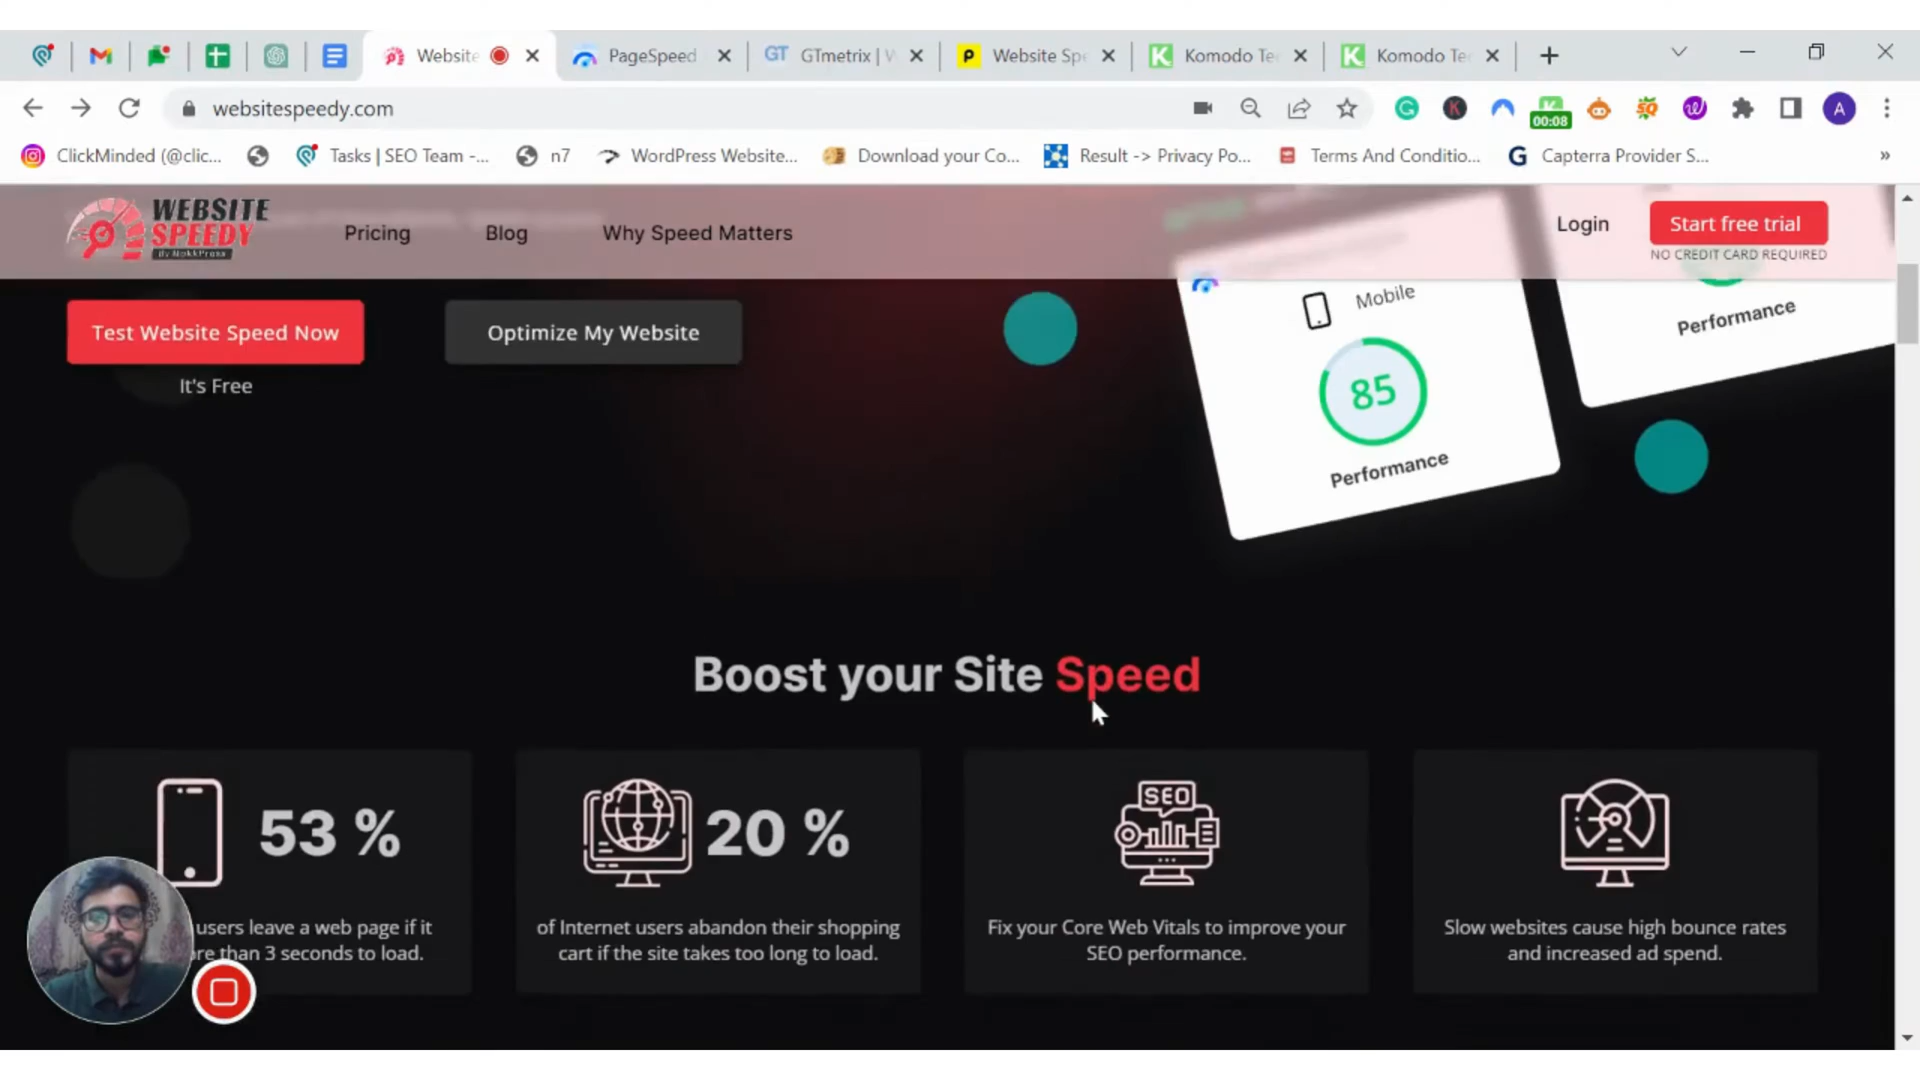 Website
PageSpeed
GTmetrix | W
Website Spe
Komodo Te
Komodo Te
websitespeedy.com
00:08
A
ClickMinded (@clic...
Tasks | SEO Team -...
n7
WordPress Website...
Download your Co...
Result -> Privacy Po...
Terms And Conditio...
Capterra Provider S...
WEBSITE
SPEEDY
Pricing
Blog
Why Speed Matters
Login
Start free trial
NO CREDIT CARD REQUIRED
Test Website Speed Now
It's Free
Optimize My Website
Mobile
85
Performance
Performance
Boost your Site Speed
53 %
users leave a web page if it
re than 3 seconds to load.
20 %
of Internet users abandon their shopping
cart if the site takes too long to load.
SEO
Fix your Core Web Vitals to improve your
SEO performance.
Slow websites cause high bounce rates
and increased ad spend.